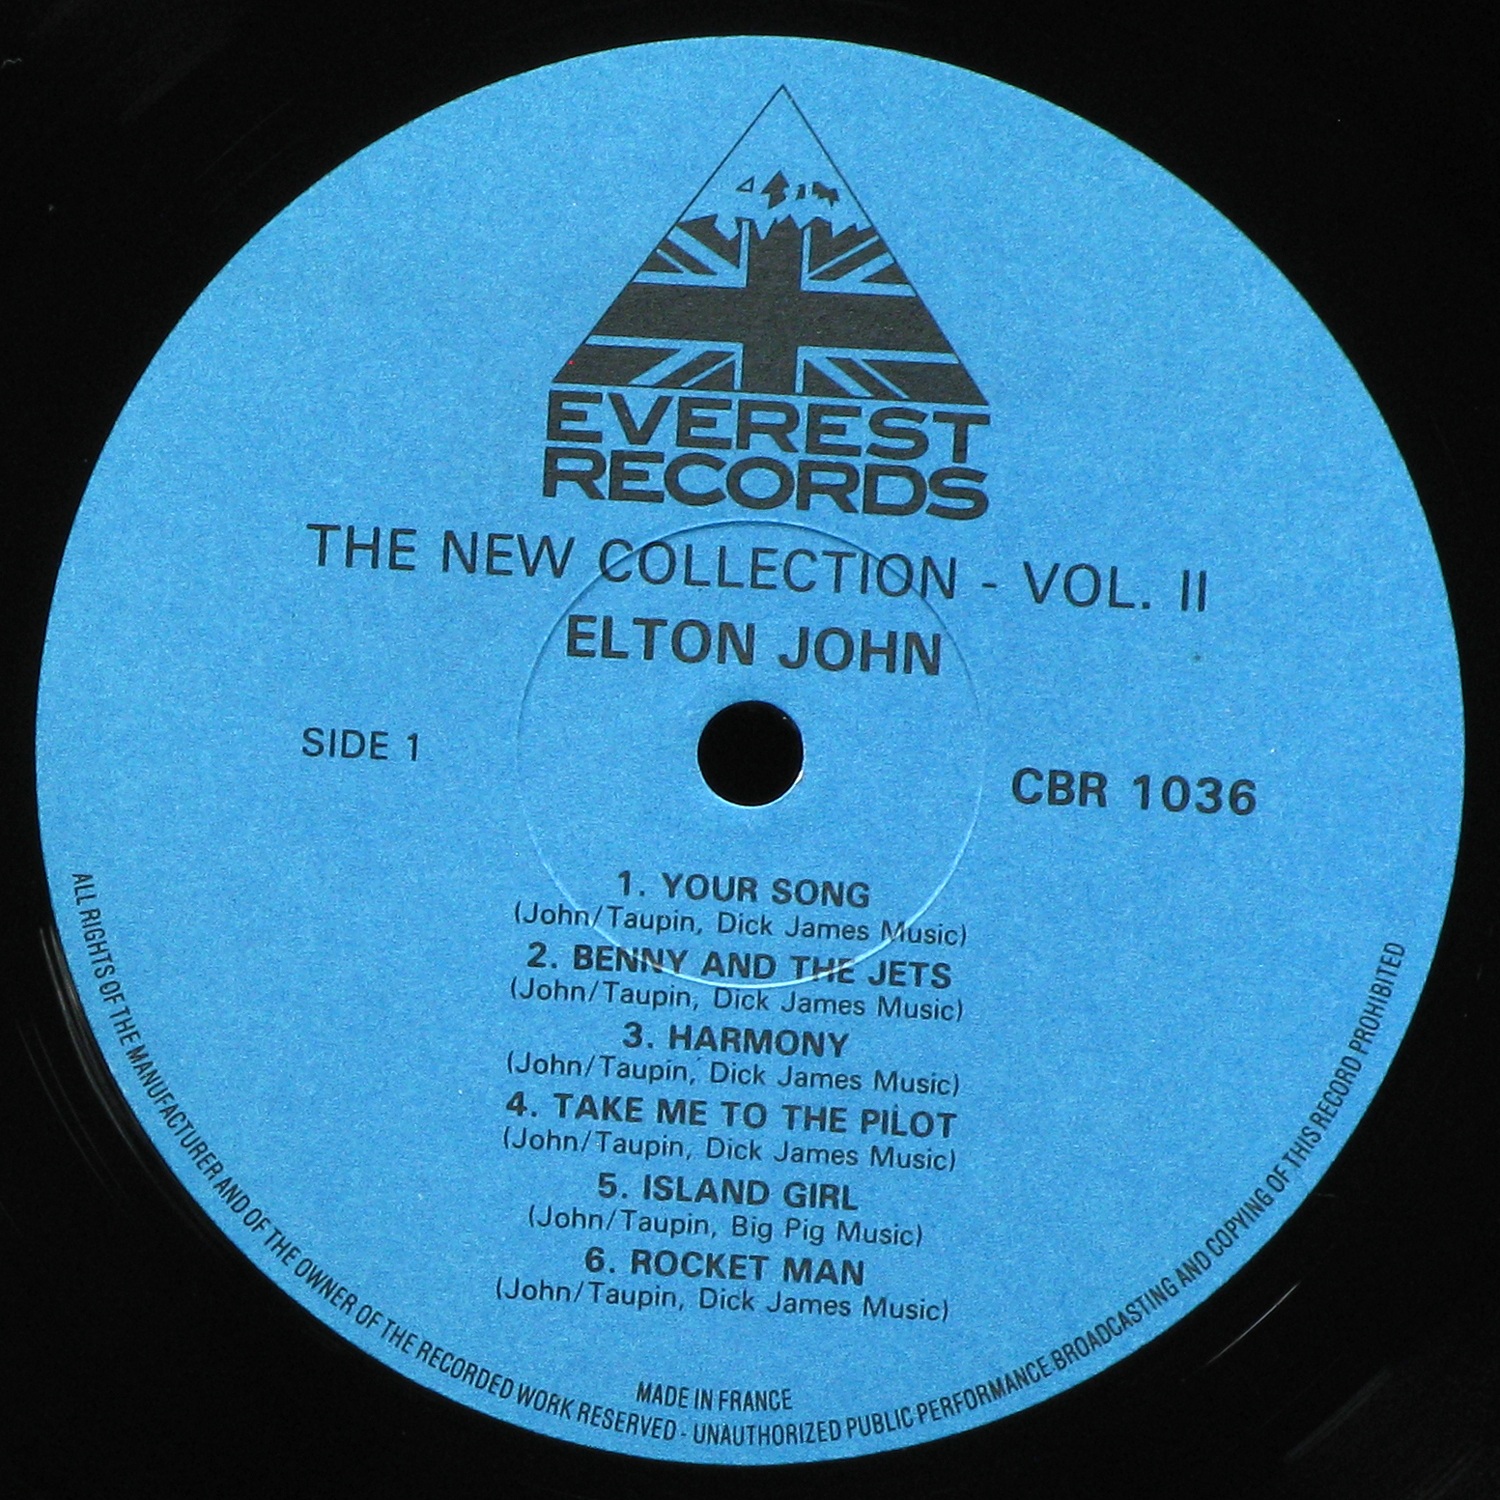 EVEREST
RECORDS
THE NEW COLLECTION - VOL. II
ELTON JOHN
SIDE 1
CBR 1036
1. YOUR SONG
(John/Taupin, Dick James Music)
2. BENNY AND THE JETS
(John/Taupin, Dick James Music)
3. HARMONY
(John/Taupin, Dick James Music)
4. TAKE ME TO THE PILOT
(John/Taupin, Dick James Music)
5. ISLAND GIRL
(John/Taupin, Big Pig Music)
6. ROCKET MAN
(John/Taupin, Dick James Music)
MADE IN FRANCE
ALL RIGHTS OF THE MANUFACTURER AND OF THE OWNER OF THE RECORDED WORK RESERVED - UNAUTHORIZED PUBLIC PERFORMANCE BROADCASTING AND COPYING OF THIS RECORD PROHIBITED